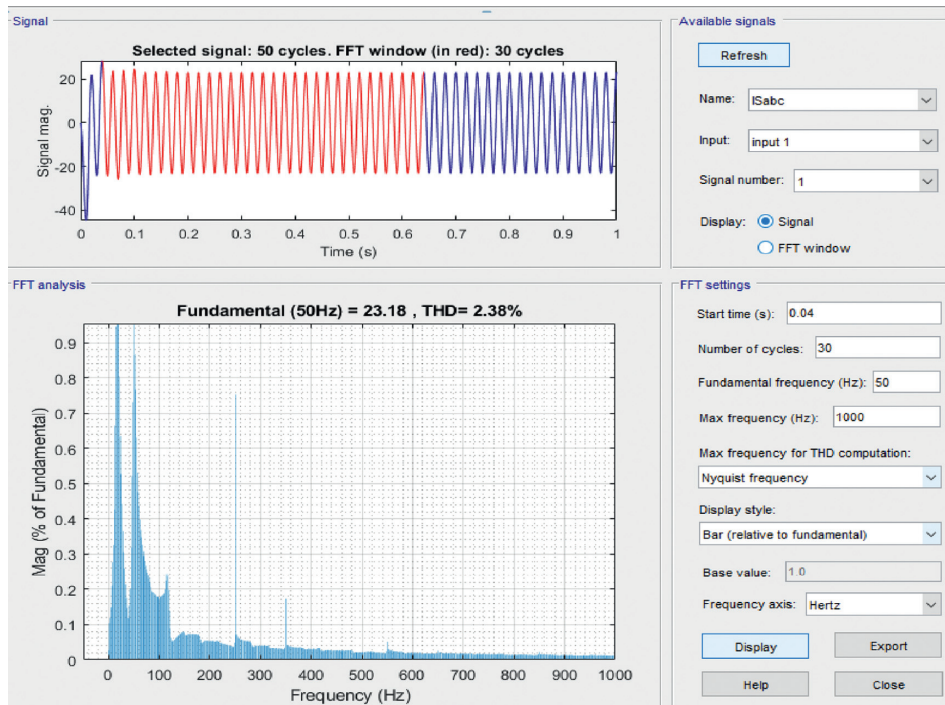 Signal
Selected signal: 50 cycles. FFT window (in red): 30 cycles
20
0
-20
-40
Signal mag.
0 0.1 0.2 0.3 0.4 0.5 0.6 0.7 0.8 0.9 1
Time (s)
Available signals
Refresh
Name: ISabc
Input: input 1
Signal number: 1
Display: Signal
FFT window
FFT analysis
Fundamental (50Hz) = 23.18 , THD= 2.38%
0.9
0.8
0.7
0.6
0.5
0.4
0.3
0.2
0.1
0
Mag (% of Fundamental)
0 100 200 300 400 500 600 700 800 900 1000
Frequency (Hz)
FFT settings
Start time (s): 0.04
Number of cycles: 30
Fundamental frequency (Hz): 50
Max frequency (Hz): 1000
Max frequency for THD computation:
Nyquist frequency
Display style:
Bar (relative to fundamental)
Base value: 1.0
Frequency axis: Hertz
Display Export
Help Close